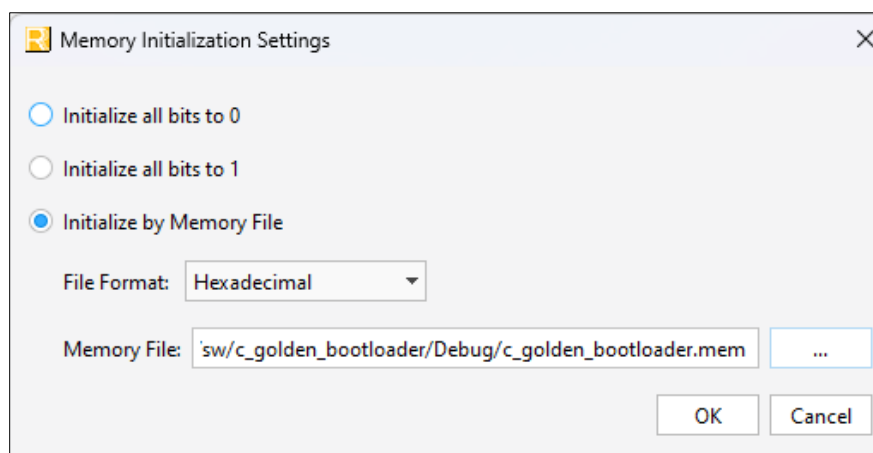 Memory Initialization Settings
Initialize all bits to 0
Initialize all bits to 1
Initialize by Memory File
File Format: Hexadecimal
Memory File: sw/c_golden_bootloader/Debug/c_golden_bootloader.mem ...
OK Cancel